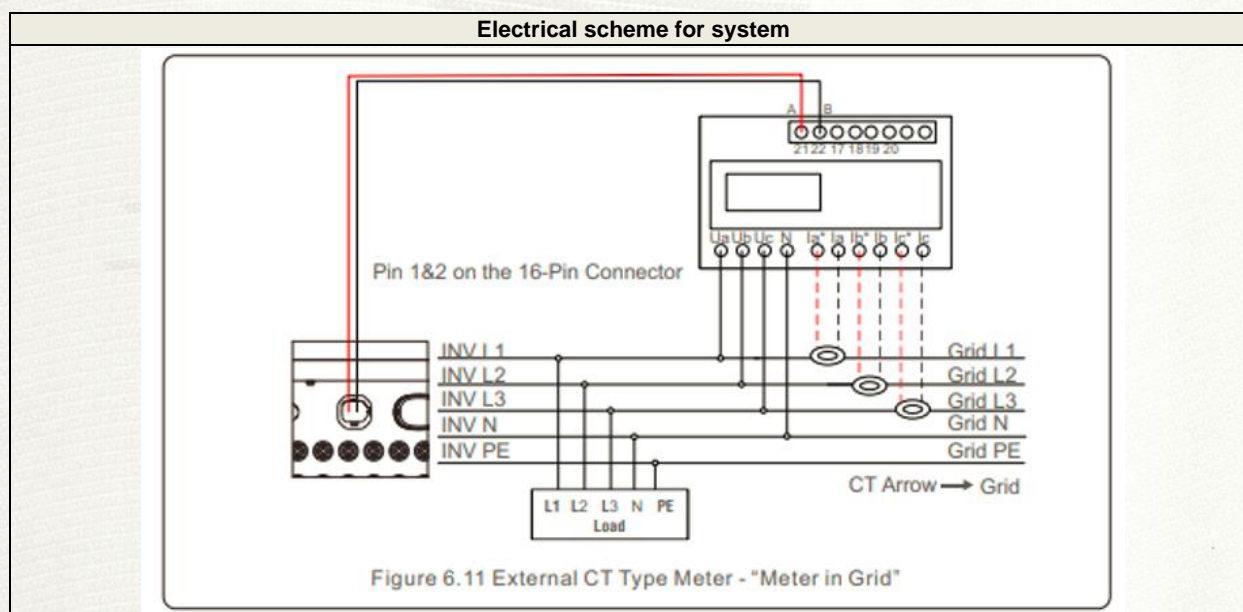 Electrical scheme for system
A B
21 22 17 18 19 20
Ua Ub Uc N Ia* Ia Ib* Ib Ic* Ic
Pin 1&2 on the 16-Pin Connector
INV L1 Grid L1
INV L2 Grid L2
INV L3 Grid L3
INV N Grid N
INV PE Grid PE
CT Arrow → Grid
L1 L2 L3 N PE
Load
Figure 6.11 External CT Type Meter - "Meter in Grid"